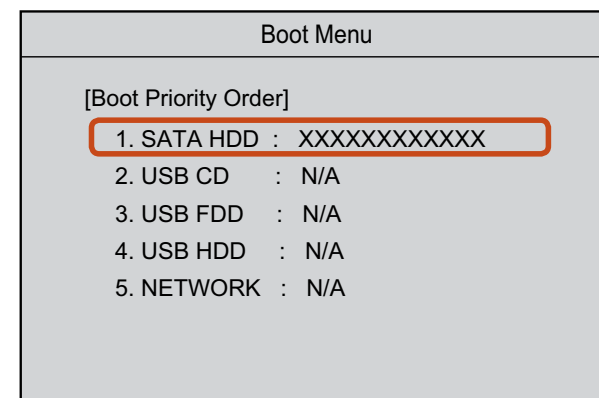 Boot Menu
[Boot Priority Order]
1. SATA HDD : XXXXXXXXXXXX
2. USB CD : N/A
3. USB FDD : N/A
4. USB HDD : N/A
5. NETWORK : N/A